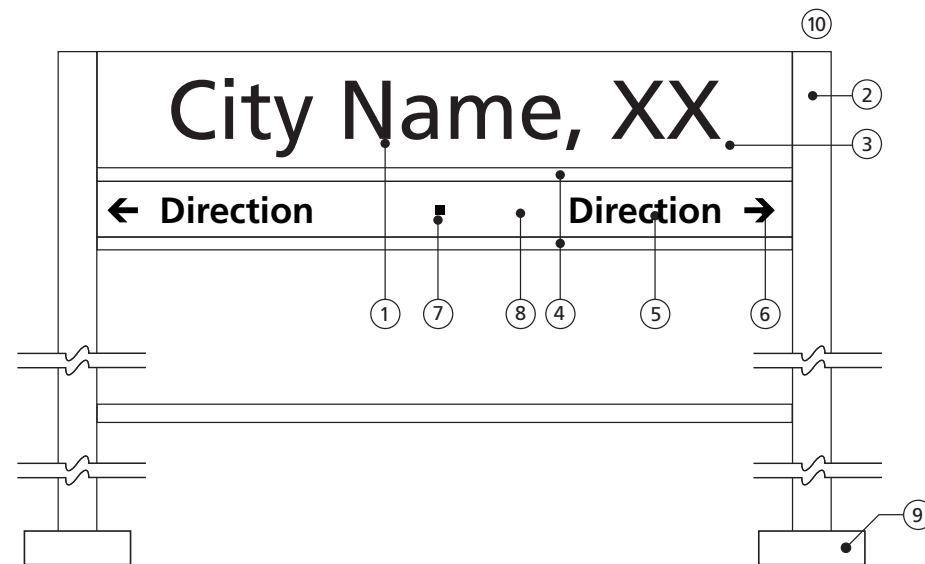 10
City Name, XX
2
3
← Direction ▪ Direction →
1 7 8 4 5 6
9